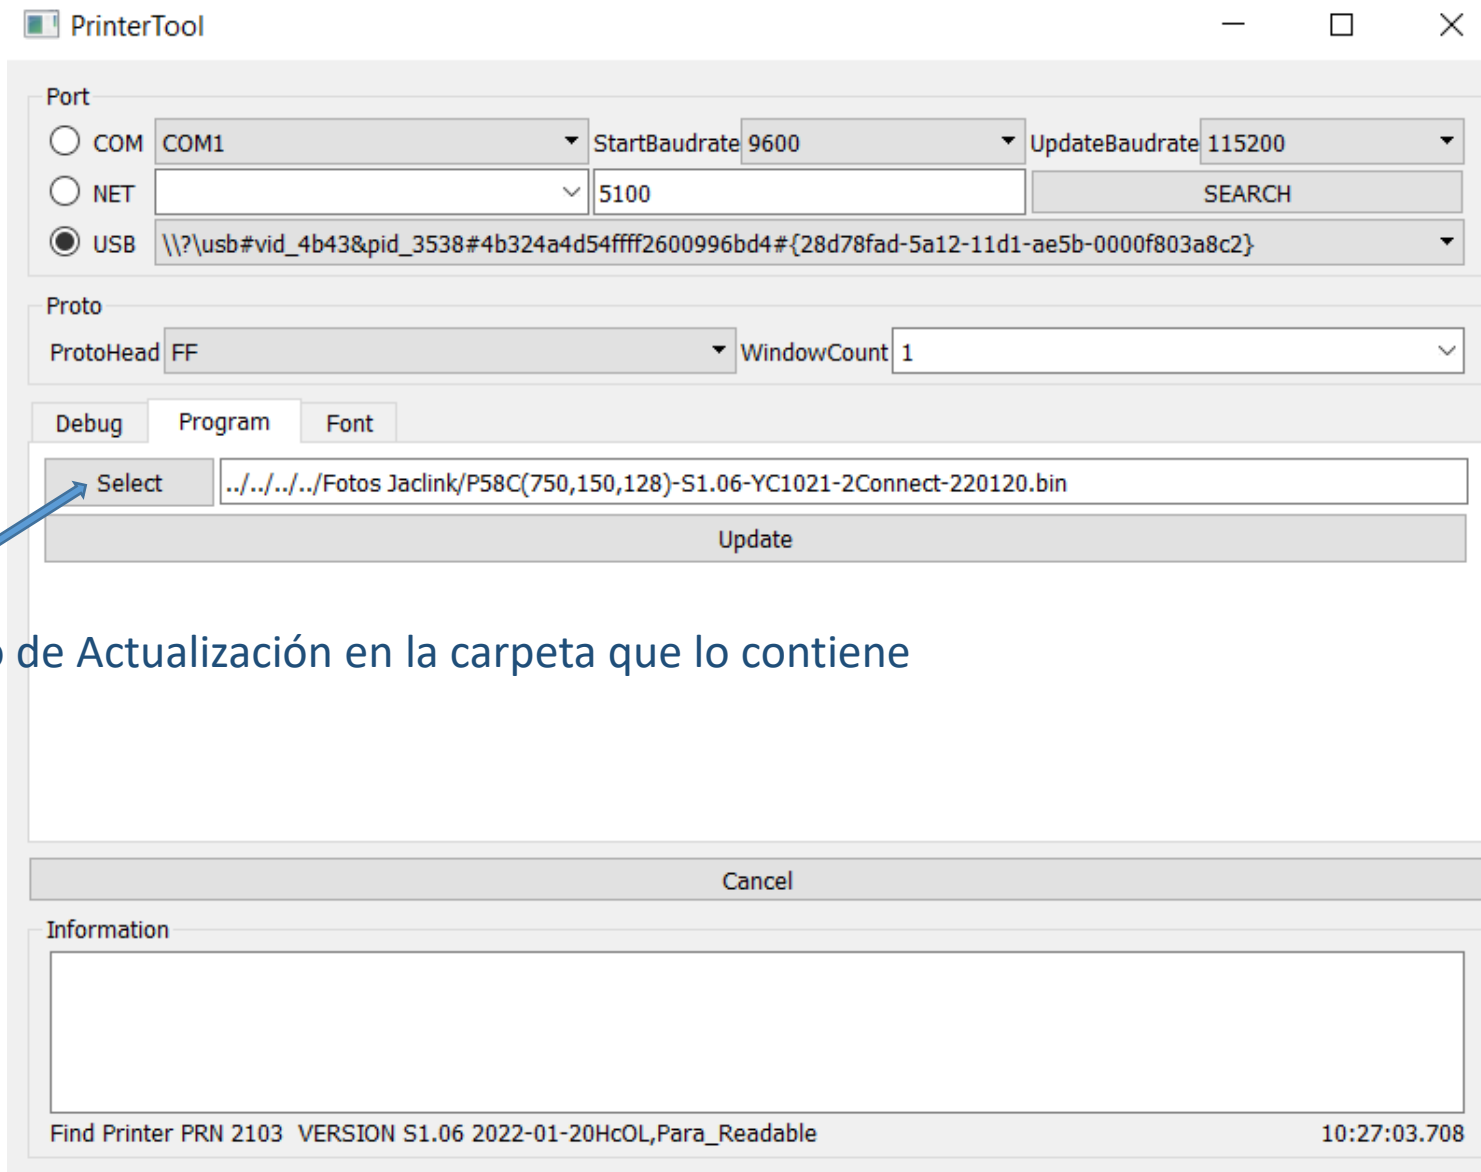 PrinterTool
Port
COM COM1 StartBaudrate 9600 UpdateBaudrate 115200
NET 5100 SEARCH
USB \\?\usb#vid_4b43&pid_3538#4b324a4d54ffff2600996bd4#{28d78fad-5a12-11d1-ae5b-0000f803a8c2}
Proto
ProtoHead FF WindowCount 1
Debug Program Font
Select ../../../../Fotos Jaclink/P58C(750,150,128)-S1.06-YC1021-2Connect-220120.bin
Update
o de Actualización en la carpeta que lo contiene
Cancel
Information
Find Printer PRN 2103 VERSION S1.06 2022-01-20HcOL,Para_Readable 10:27:03.708